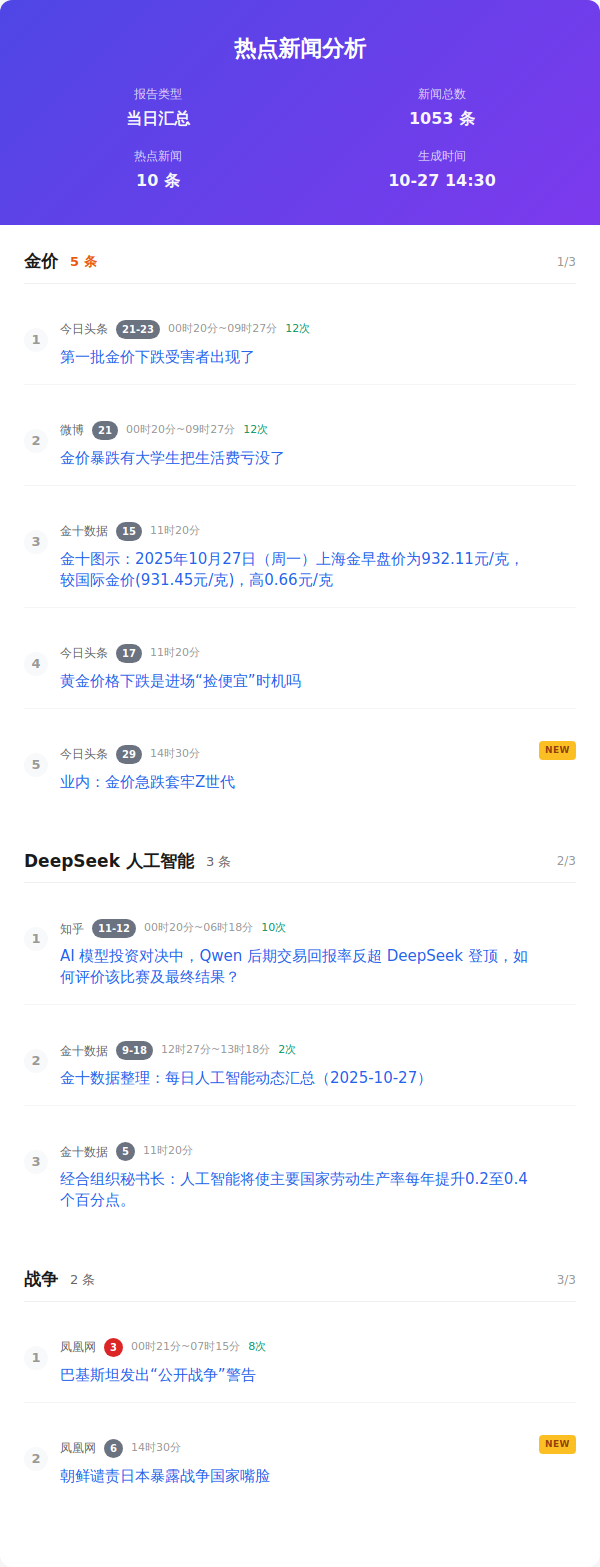 热点新闻分析
报告类型
当日汇总
新闻总数
1053 条
热点新闻
10 条
生成时间
10-27 14:30
金价 5 条 1/3
1
今日头条 21-23 00时20分~09时27分 12次
第一批金价下跌受害者出现了
2
微博 21 00时20分~09时27分 12次
金价暴跌有大学生把生活费亏没了
3
金十数据 15 11时20分
金十图示：2025年10月27日（周一）上海金早盘价为932.11元/克，
较国际金价(931.45元/克)，高0.66元/克
4
今日头条 17 11时20分
黄金价格下跌是进场“捡便宜”时机吗
5
今日头条 29 14时30分 NEW
业内：金价急跌套牢Z世代
DeepSeek 人工智能 3 条 2/3
1
知乎 11-12 00时20分~06时18分 10次
AI 模型投资对决中，Qwen 后期交易回报率反超 DeepSeek 登顶，如
何评价该比赛及最终结果？
2
金十数据 9-18 12时27分~13时18分 2次
金十数据整理：每日人工智能动态汇总（2025-10-27）
3
金十数据 5 11时20分
经合组织秘书长：人工智能将使主要国家劳动生产率每年提升0.2至0.4
个百分点。
战争 2 条 3/3
1
凤凰网 3 00时21分~07时15分 8次
巴基斯坦发出“公开战争”警告
2
凤凰网 6 14时30分 NEW
朝鲜谴责日本暴露战争国家嘴脸